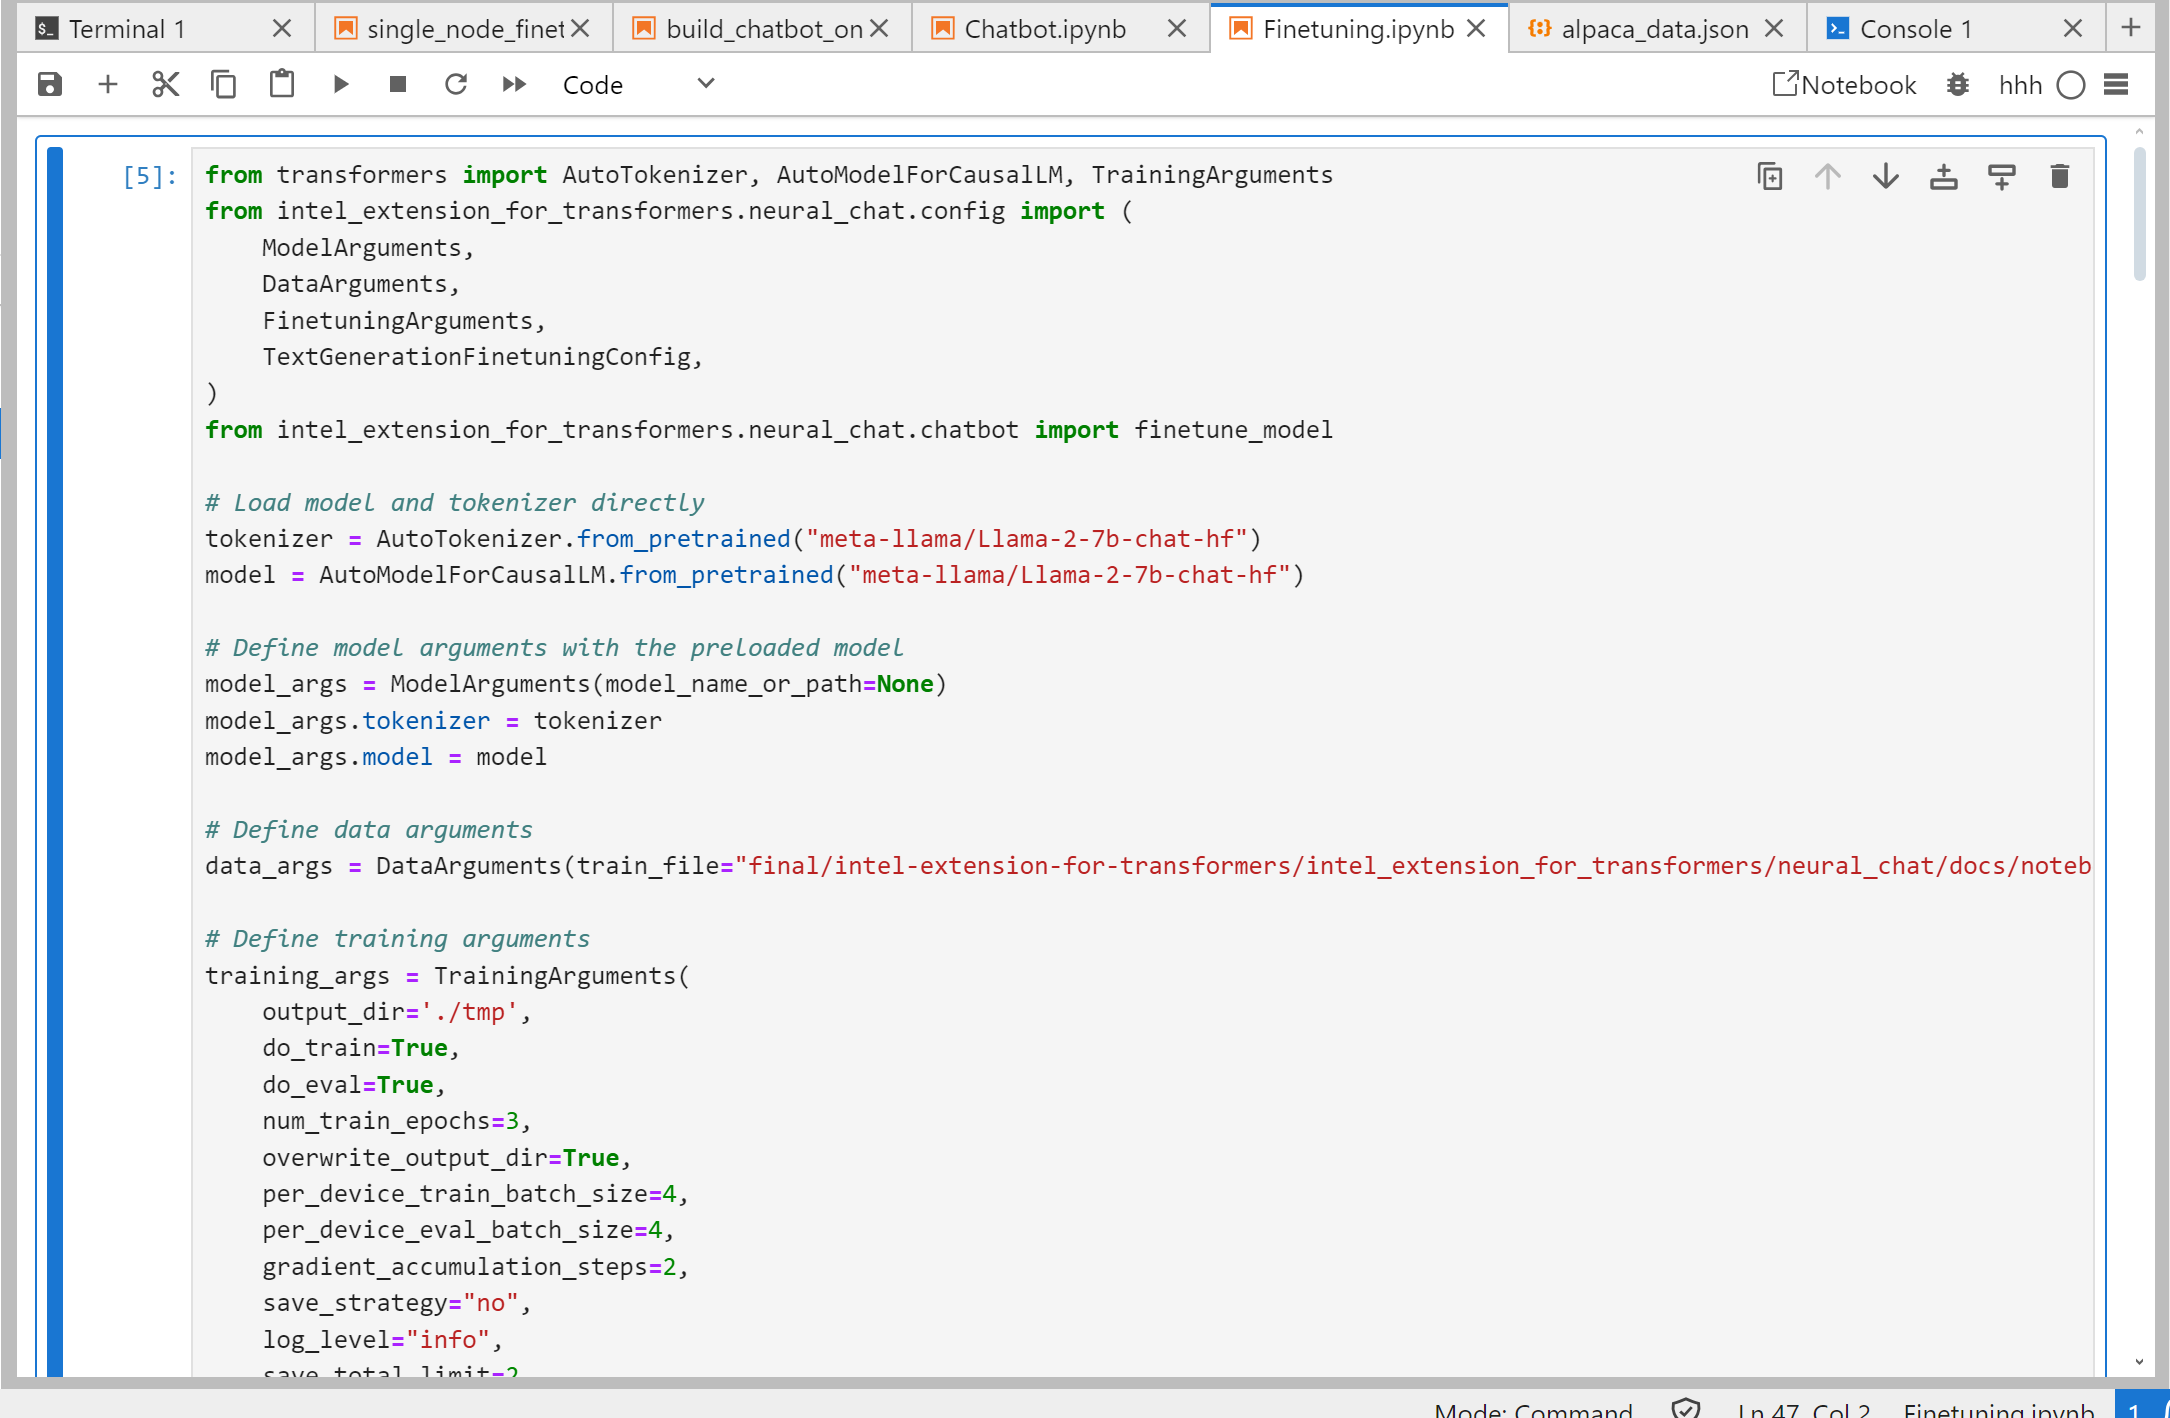 Terminal 1
single_node_finet
build_chatbot_on
Chatbot.ipynb
Finetuning.ipynb
alpaca_data.json
Console 1
Code
Notebook
hhh
[5]:
from transformers import AutoTokenizer, AutoModelForCausalLM, TrainingArguments
from intel_extension_for_transformers.neural_chat.config import (
    ModelArguments,
    DataArguments,
    FinetuningArguments,
    TextGenerationFinetuningConfig,
)
from intel_extension_for_transformers.neural_chat.chatbot import finetune_model
# Load model and tokenizer directly
tokenizer = AutoTokenizer.from_pretrained("meta-llama/Llama-2-7b-chat-hf")
model = AutoModelForCausalLM.from_pretrained("meta-llama/Llama-2-7b-chat-hf")
# Define model arguments with the preloaded model
model_args = ModelArguments(model_name_or_path=None)
model_args.tokenizer = tokenizer
model_args.model = model
# Define data arguments
data_args = DataArguments(train_file="final/intel-extension-for-transformers/intel_extension_for_transformers/neural_chat/docs/noteb
# Define training arguments
training_args = TrainingArguments(
    output_dir='./tmp',
    do_train=True,
    do_eval=True,
    num_train_epochs=3,
    overwrite_output_dir=True,
    per_device_train_batch_size=4,
    per_device_eval_batch_size=4,
    gradient_accumulation_steps=2,
    save_strategy="no",
    log_level="info",
    save_total_limit=2
Mode: Command
Ln 47, Col 2
Finetuning.ipynb
1